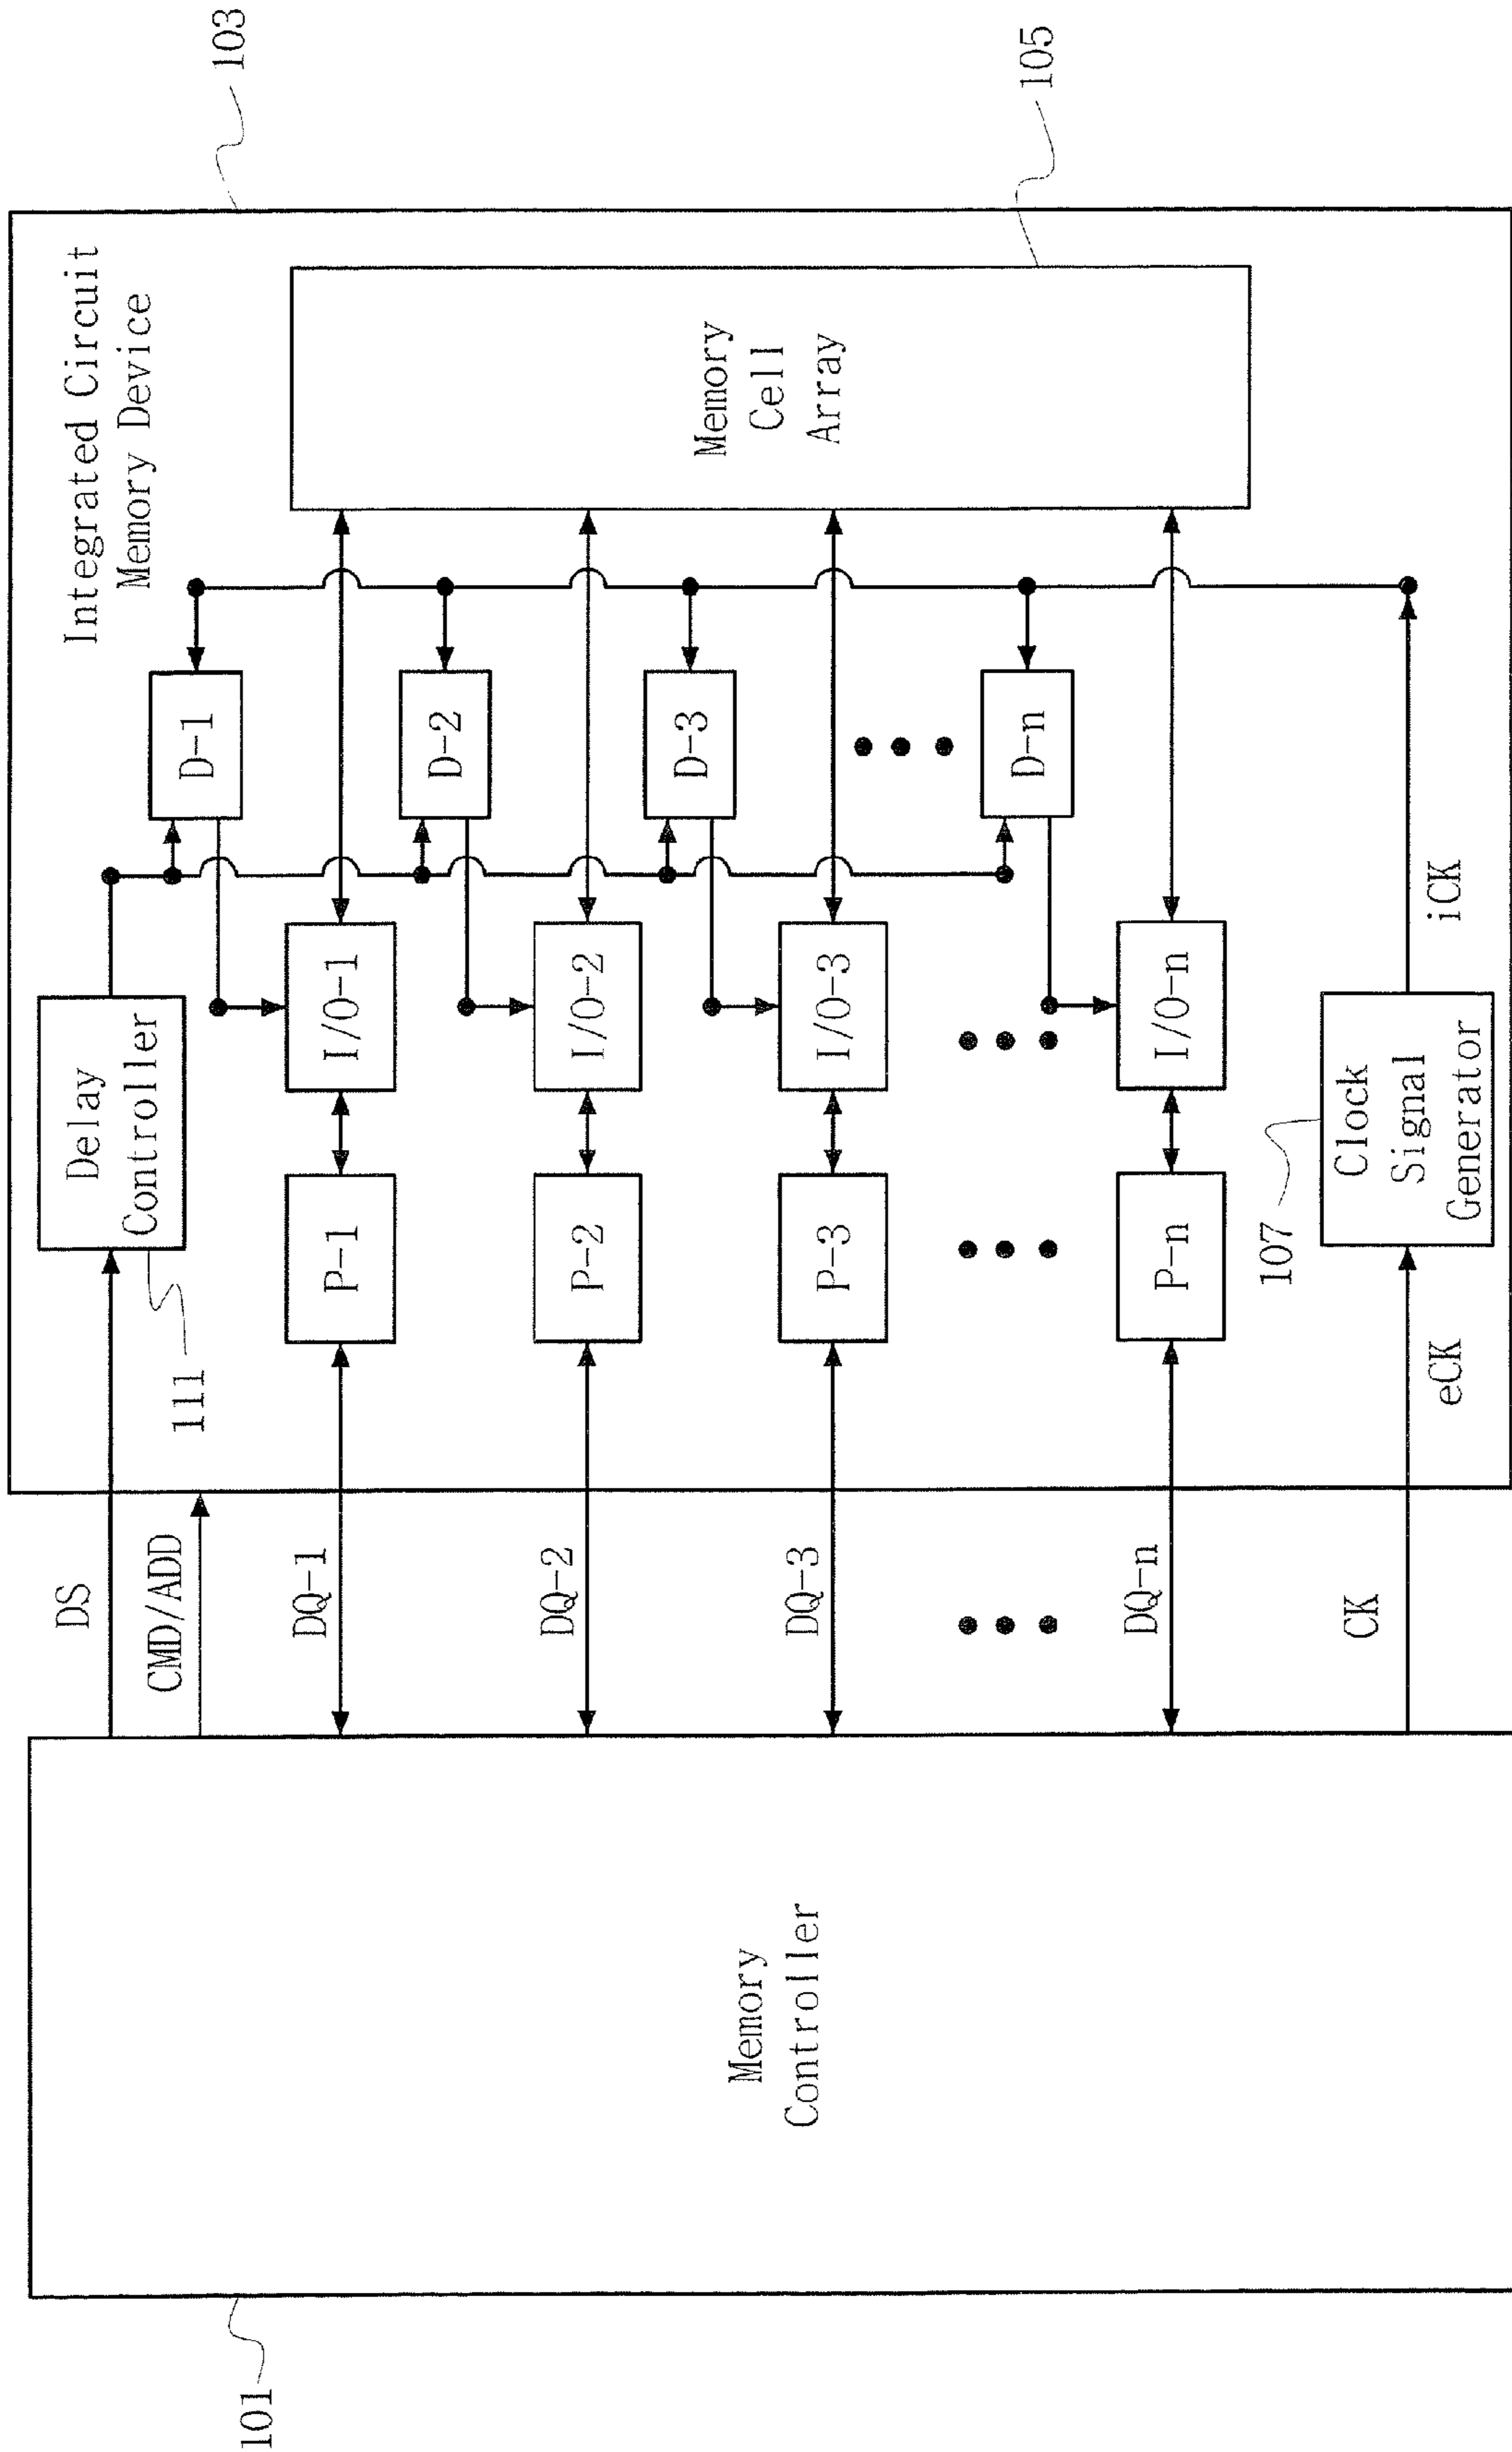 Integrated Circuit
Memory Device
103
DS
111
Delay
Controller
CMD/ADD
D-1
DQ-1
P-1
I/O-1
D-2
DQ-2
P-2
I/O-2
D-3
DQ-3
P-3
I/O-3
D-n
DQ-n
P-n
I/O-n
Memory
Cell
Array
105
101
Memory
Controller
CK
eCK
107
Clock
Signal
Generator
iCK